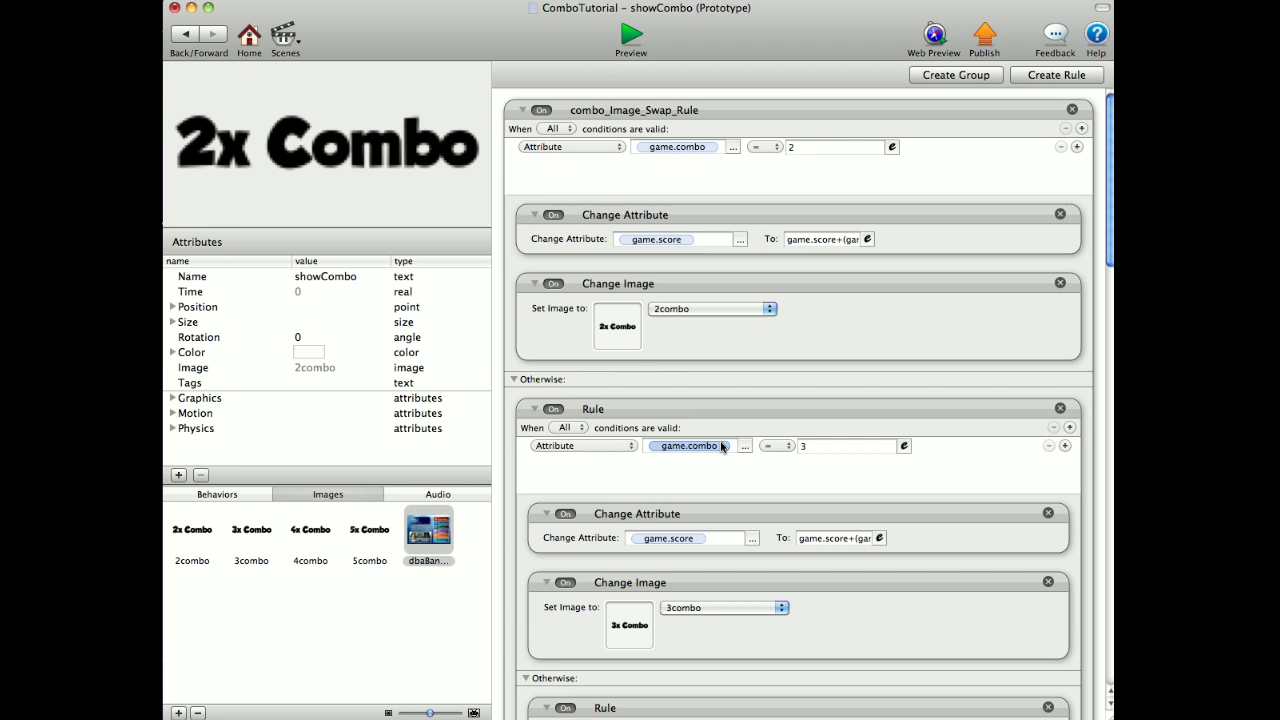 ComboTutorial – showCombo (Prototype)
Back/Forward Home Scenes Preview Web Preview Publish Feedback Help
Create Group Create Rule
2x Combo
Attributes
name value type
Name showCombo text
Time 0 real
Position point
Size size
Rotation 0 angle
Color color
Image 2combo image
Tags text
Graphics attributes
Motion attributes
Physics attributes
Behaviors Images Audio
2x Combo 3x Combo 4x Combo 5x Combo
2combo 3combo 4combo 5combo dbaBan...
On combo_Image_Swap_Rule
When All conditions are valid:
Attribute game.combo ... = 2 e
On Change Attribute
Change Attribute: game.score ... To: game.score+(gar e
On Change Image
Set Image to: 2combo
2x Combo
Otherwise:
On Rule
When All conditions are valid:
Attribute game.combo ... = 3 e
On Change Attribute
Change Attribute: game.score ... To: game.score+(gar e
On Change Image
Set Image to: 3combo
3x Combo
Otherwise:
On Rule